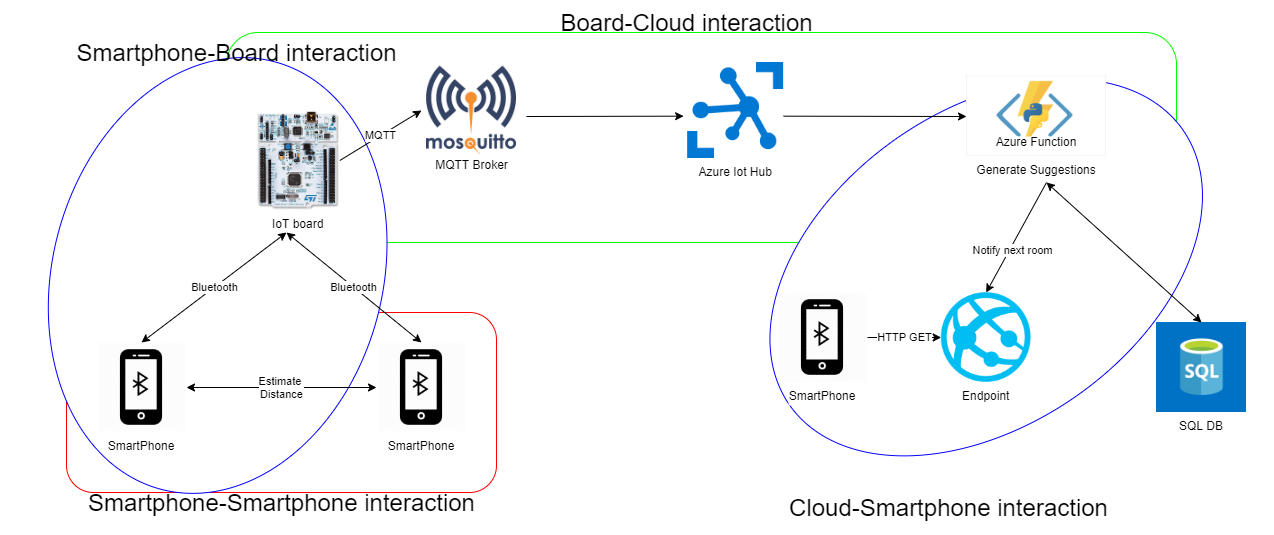 Board-Cloud interaction
Smartphone-Board interaction
mosquitto
MQTT Broker
MQTT
Azure Iot Hub
Azure Function
Generate Suggestions
IoT board
Notify next room
Bluetooth
Bluetooth
HTTP GET
SmartPhone
Endpoint
SQL
SQL DB
Estimate
Distance
SmartPhone
SmartPhone
Smartphone-Smartphone interaction
Cloud-Smartphone interaction